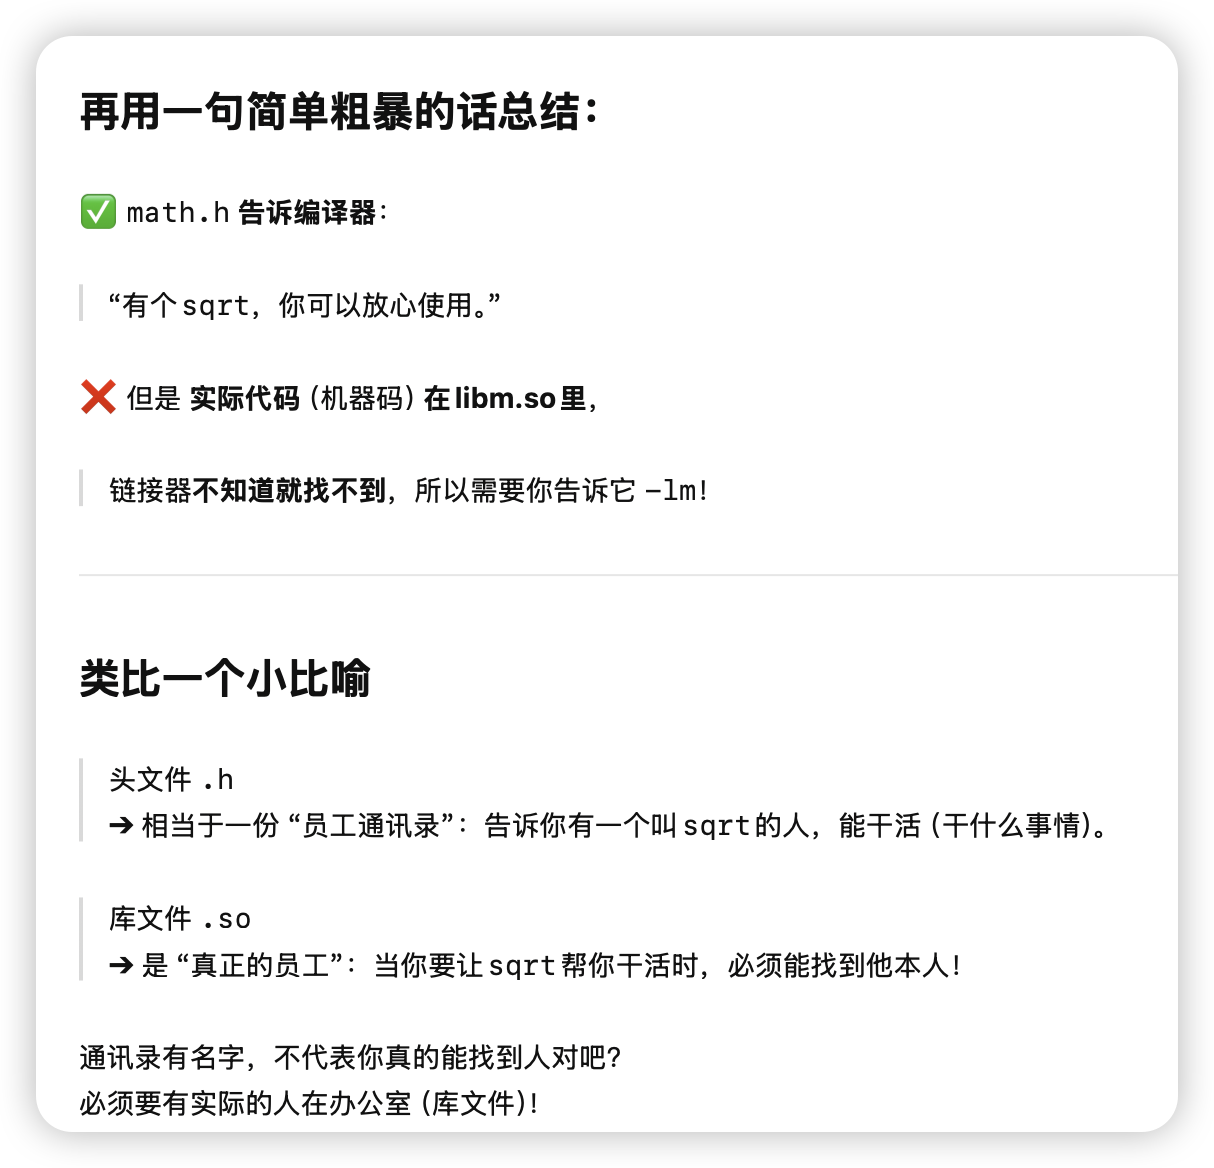 再用一句简单粗暴的话总结：
✅ math.h 告诉编译器：
“有个 sqrt，你可以放心使用。”
❌ 但是 实际代码（机器码）在 libm.so 里，
链接器不知道就找不到，所以需要你告诉它 -lm！
类比一个小比喻
头文件 .h
➔ 相当于一份 “员工通讯录”：告诉你有一个叫 sqrt 的人，能干活（干什么事情）。
库文件 .so
➔ 是 “真正的员工”：当你要让 sqrt 帮你干活时，必须能找到他本人！
通讯录有名字，不代表你真的能找到人对吧？
必须要有实际的人在办公室（库文件）！